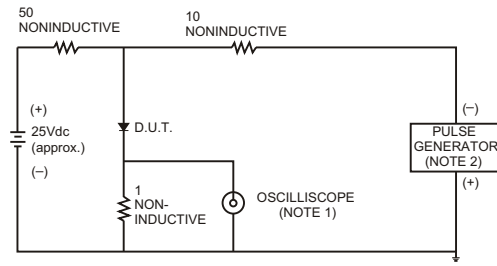 50
NONINDUCTIVE
10
NONINDUCTIVE
(+)
25Vdc
(approx.)
(–)
D.U.T.
1
NON-
INDUCTIVE
OSCILLISCOPE
(NOTE 1)
(–)
PULSE
GENERATOR
(NOTE 2)
(+)